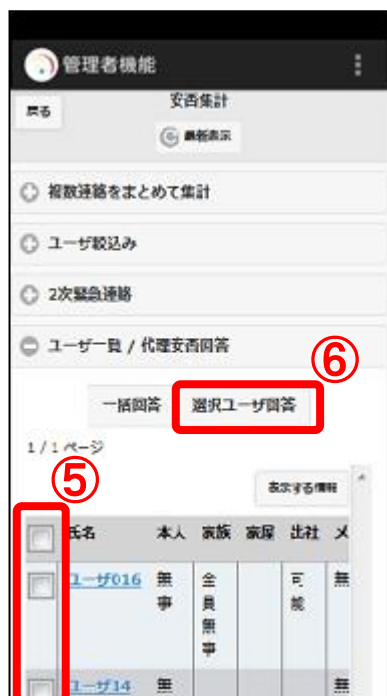 管理者機能
戻る
安否集計
最新表示
複数連絡をまとめて集計
ユーザ絞込み
2次緊急連絡
ユーザ一覧 / 代理安否回答
⑥
一括回答
選択ユーザ回答
1 / 1 ページ
⑤
表示する情報
氏名 本人 家族 家屋 出社 メ
ユーザ016 無事 全員無事 可能 無
ユーザ14 無 無